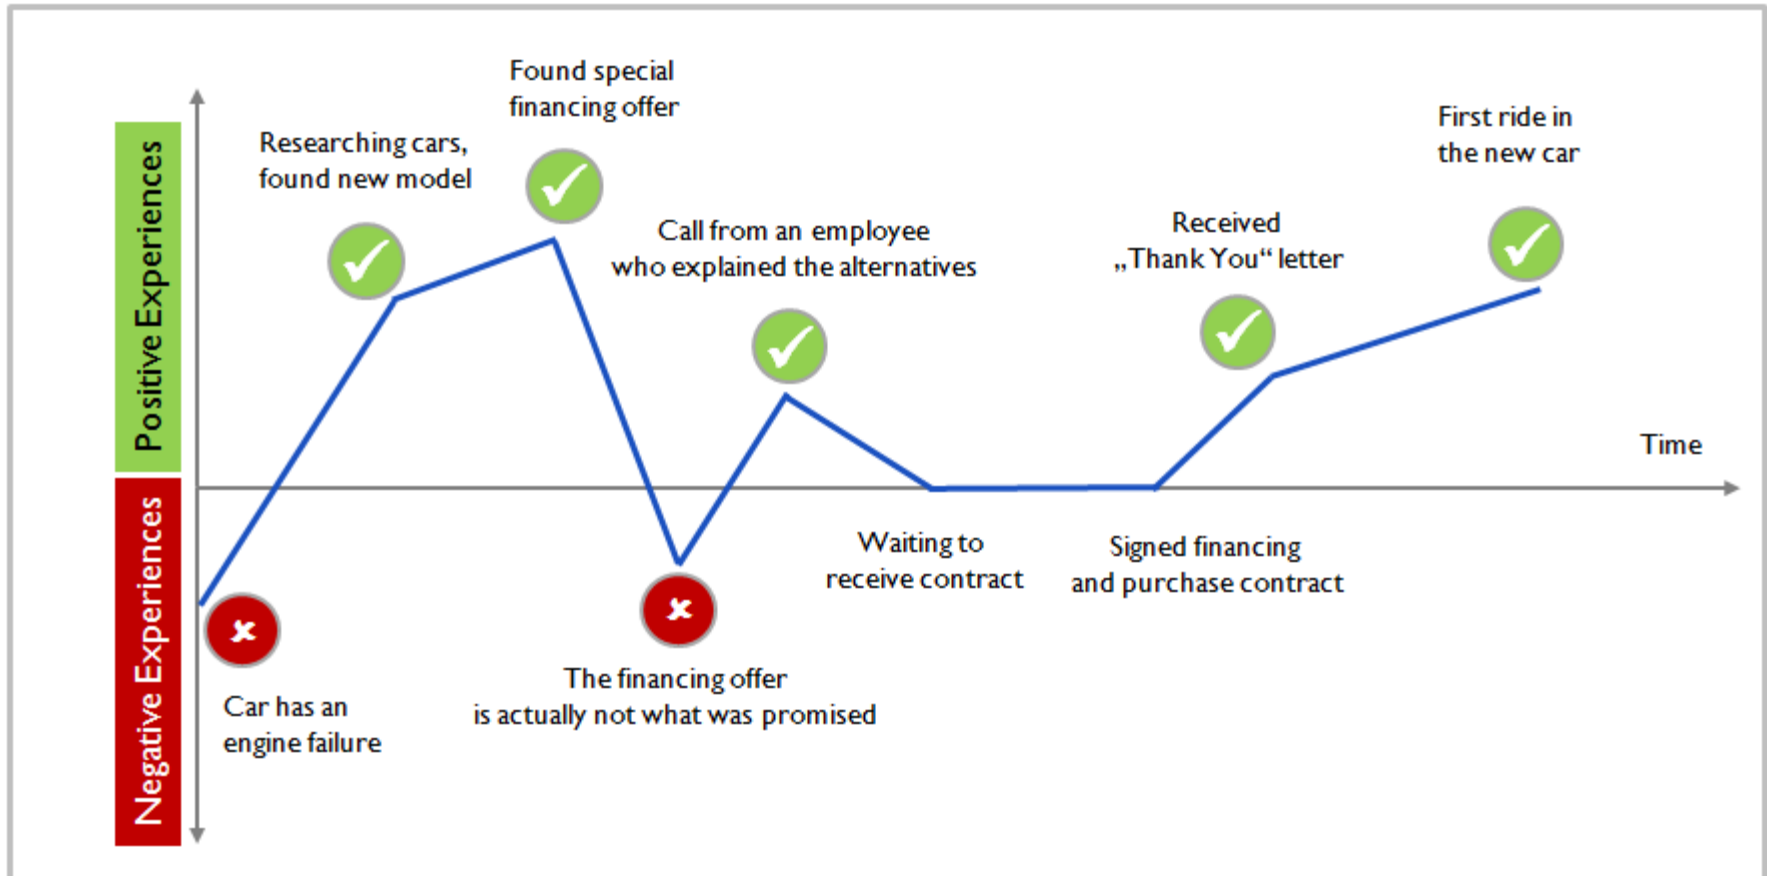 Found special
financing offer
First ride in
the new car
Researching cars,
found new model
Call from an employee
who explained the alternatives
Received
„Thank You“ letter
Positive Experiences
Time
Negative Experiences
Waiting to
receive contract
Signed financing
and purchase contract
The financing offer
is actually not what was promised
Car has an
engine failure